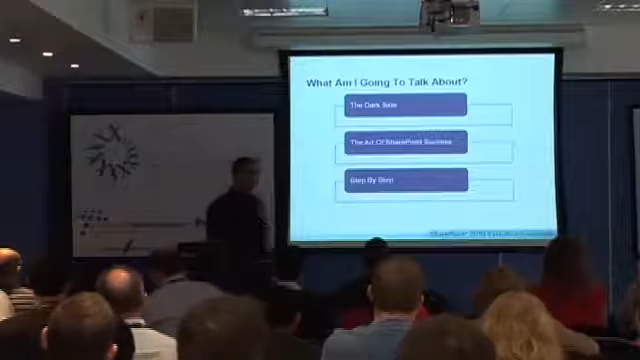 What Am I Going To Talk About?
The Dark Side
The Art Of SharePoint Success
Step By Step